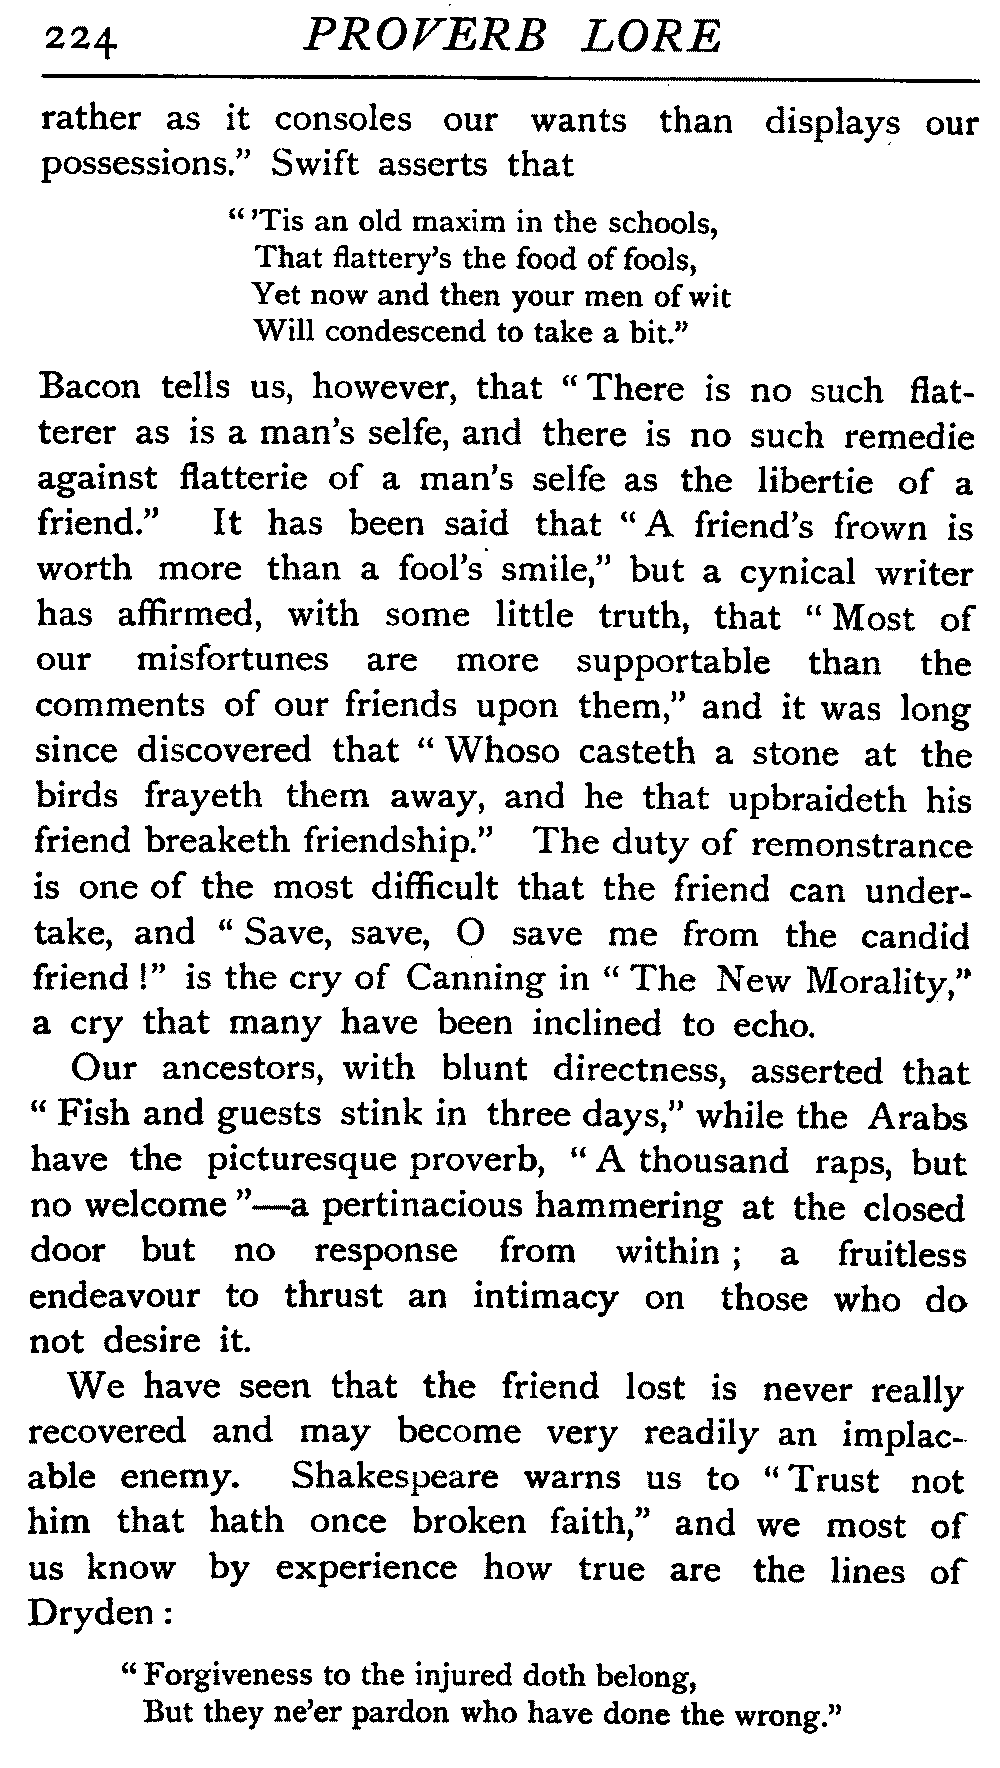 224 PROVERB LORE
rather as it consoles our wants than displays our
possessions." Swift asserts that
"'Tis an old maxim in the schools,
That flattery's the food of fools,
Yet now and then your men of wit
Will condescend to take a bit."
Bacon tells us, however, that "There is no such flat-
terer as is a man's selfe, and there is no such remedie
against flatterie of a man's selfe as the libertie of a
friend." It has been said that "A friend's frown is
worth more than a fool's smile," but a cynical writer
has affirmed, with some little truth, that "Most of
our misfortunes are more supportable than the
comments of our friends upon them," and it was long
since discovered that "Whoso casteth a stone at the
birds frayeth them away, and he that upbraideth his
friend breaketh friendship." The duty of remonstrance
is one of the most difficult that the friend can under-
take, and "Save, save, O save me from the candid
friend!" is the cry of Canning in "The New Morality,"
a cry that many have been inclined to echo.
Our ancestors, with blunt directness, asserted that
"Fish and guests stink in three days," while the Arabs
have the picturesque proverb, "A thousand raps, but
no welcome"—a pertinacious hammering at the closed
door but no response from within; a fruitless
endeavour to thrust an intimacy on those who do
not desire it.
We have seen that the friend lost is never really
recovered and may become very readily an implac-
able enemy. Shakespeare warns us to "Trust not
him that hath once broken faith," and we most of
us know by experience how true are the lines of
Dryden:
"Forgiveness to the injured doth belong,
But they ne'er pardon who have done the wrong."